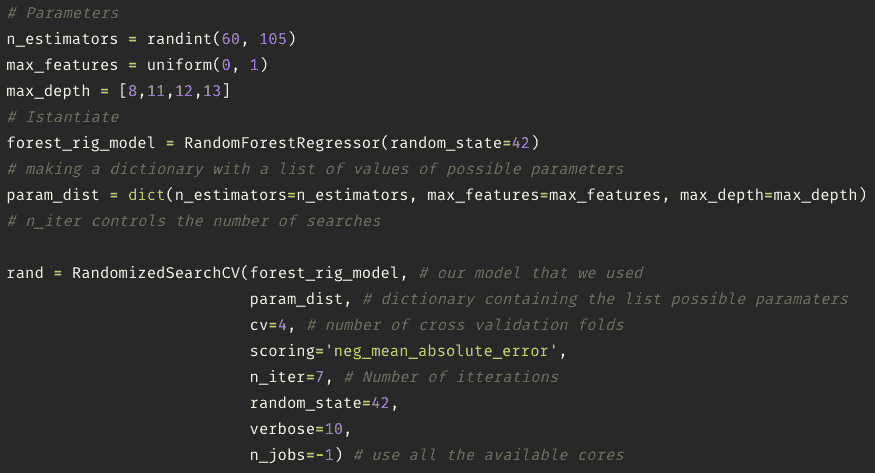 # Parameters
n_estimators = randint(60, 105)
max_features = uniform(0, 1)
max_depth = [8,11,12,13]
# Istantiate
forest_rig_model = RandomForestRegressor(random_state=42)
# making a dictionary with a list of values of possible parameters
param_dist = dict(n_estimators=n_estimators, max_features=max_features, max_depth=max_depth)
# n_iter controls the number of searches

rand = RandomizedSearchCV(forest_rig_model, # our model that we used
                          param_dist, # dictionary containing the list possible paramaters
                          cv=4, # number of cross validation folds
                          scoring='neg_mean_absolute_error',
                          n_iter=7, # Number of itterations
                          random_state=42,
                          verbose=10,
                          n_jobs=-1) # use all the available cores